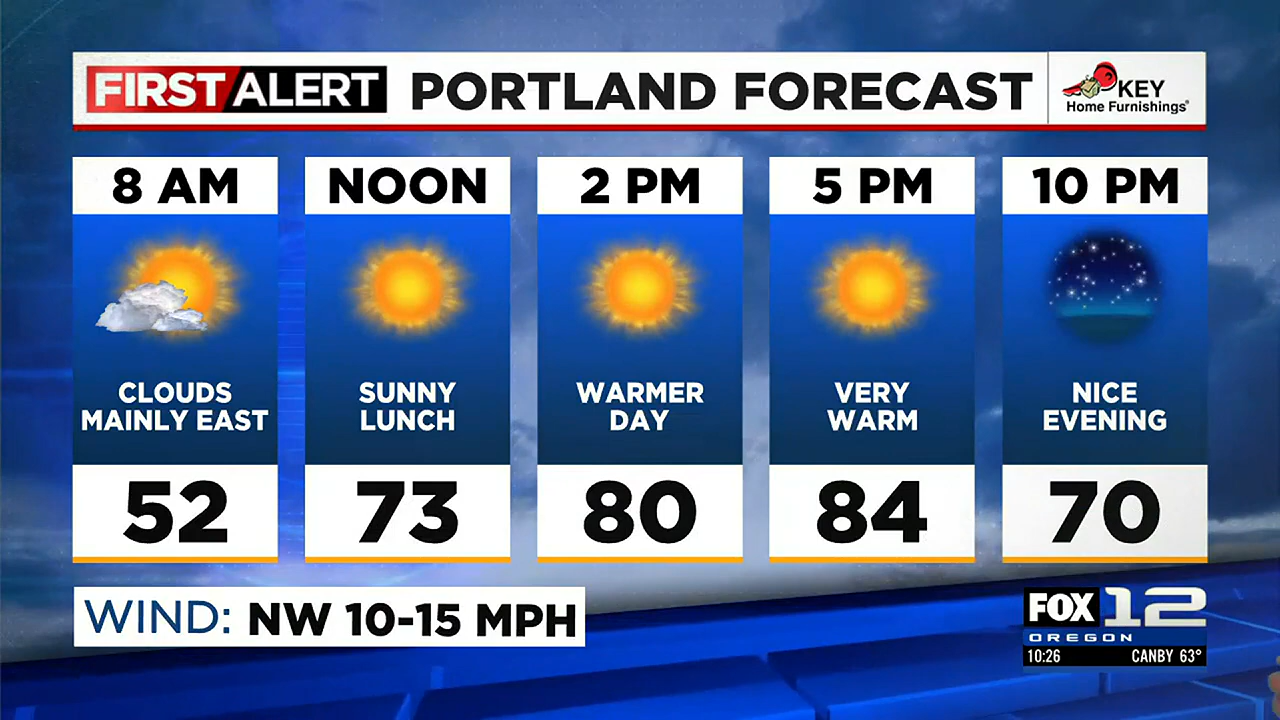 FIRST ALERT PORTLAND FORECAST
KEY
Home Furnishings®
8 AM
CLOUDS
MAINLY EAST
52
NOON
SUNNY
LUNCH
73
2 PM
WARMER
DAY
80
5 PM
VERY
WARM
84
10 PM
NICE
EVENING
70
WIND: NW 10-15 MPH
FOX 12
OREGON
10:26 CANBY 63°